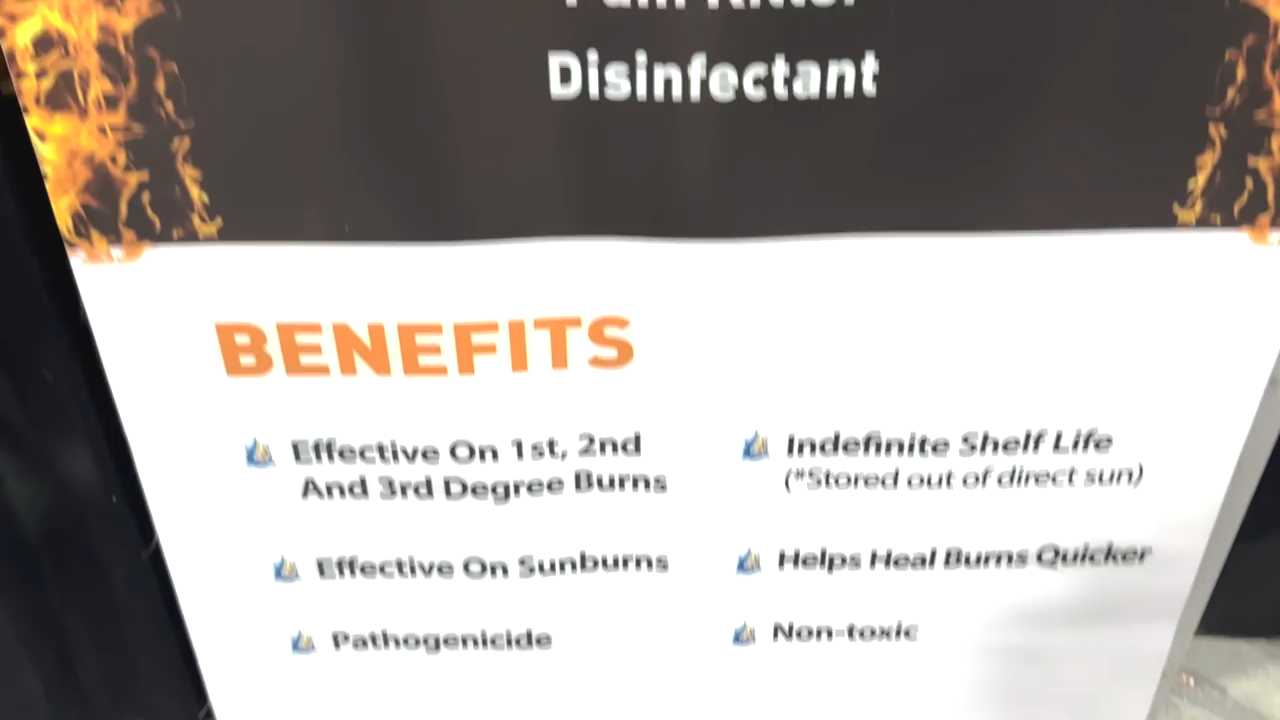 Disinfectant
BENEFITS
Effective On 1st, 2nd
And 3rd Degree Burns
Effective On Sunburns
Pathogenicide
Indefinite Shelf Life
(*Stored out of direct sun)
Helps Heal Burns Quicker
Non-toxic